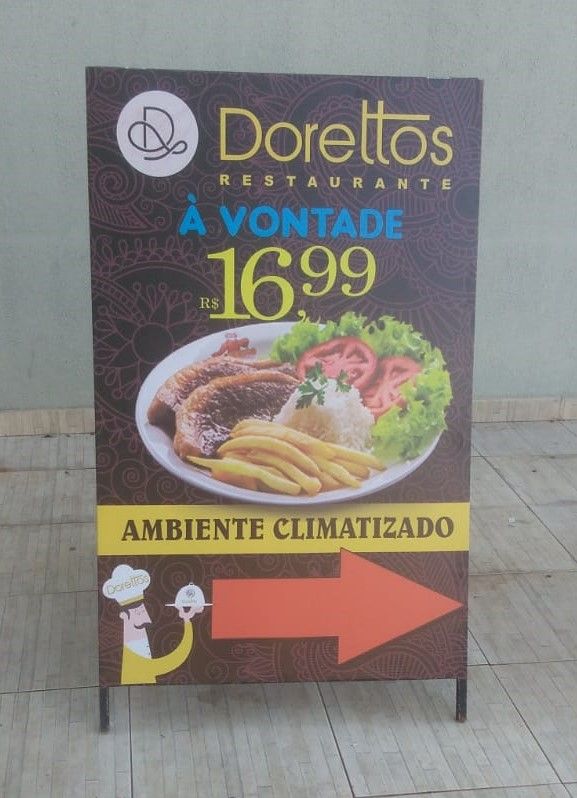 Dorettos
RESTAURANTE
À VONTADE
R$16,99
AMBIENTE CLIMATIZADO
Dorettos